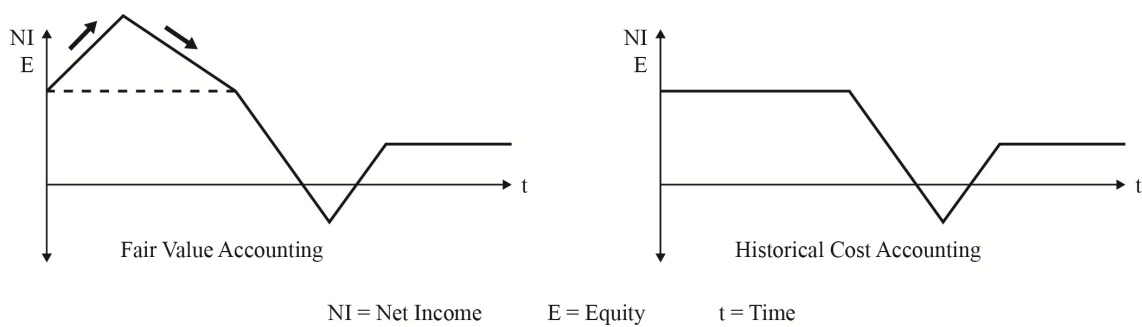 NI
E
t
Fair Value Accounting
NI
E
t
Historical Cost Accounting
NI = Net Income E = Equity t = Time